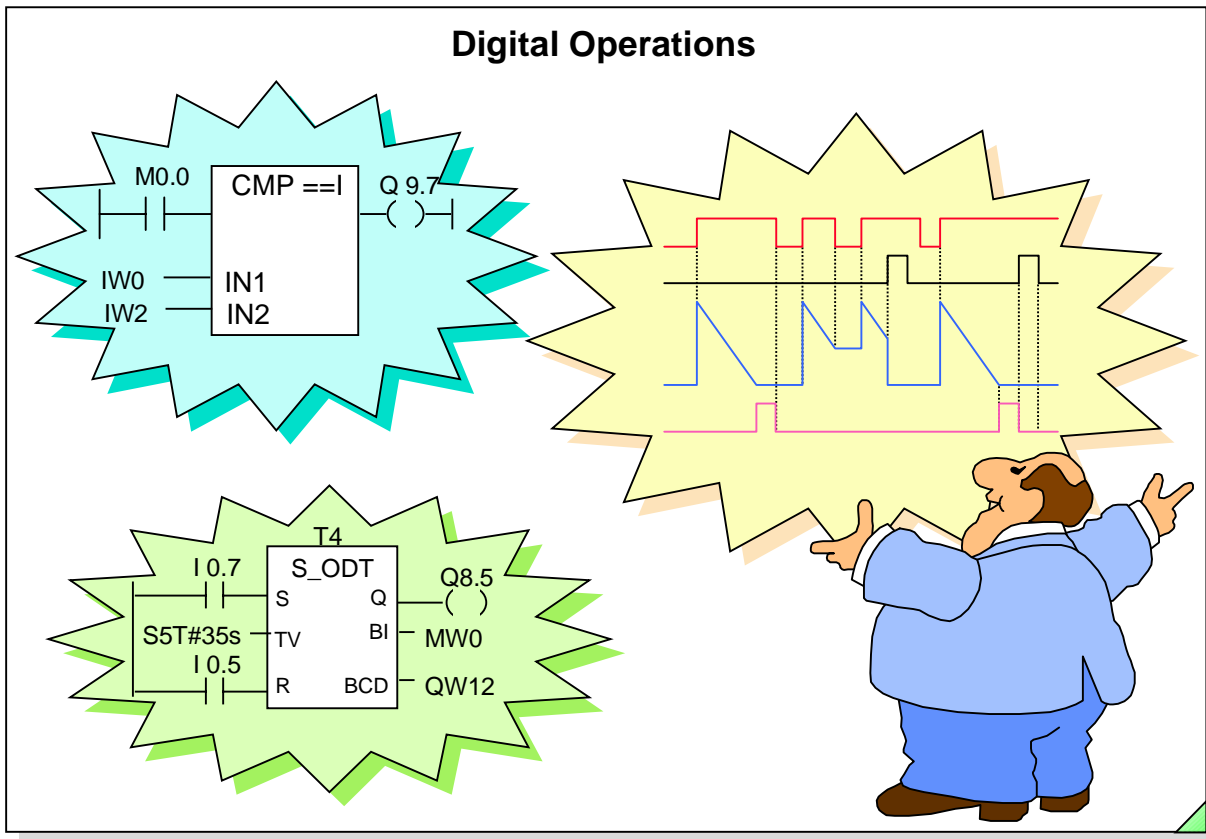 Digital Operations
M0.0
CMP ==I
Q 9.7
IW0
IN1
IW2
IN2
T4
I 0.7
S_ODT
Q8.5
S
Q
S5T#35s
TV
BI
MW0
I 0.5
R
BCD
QW12